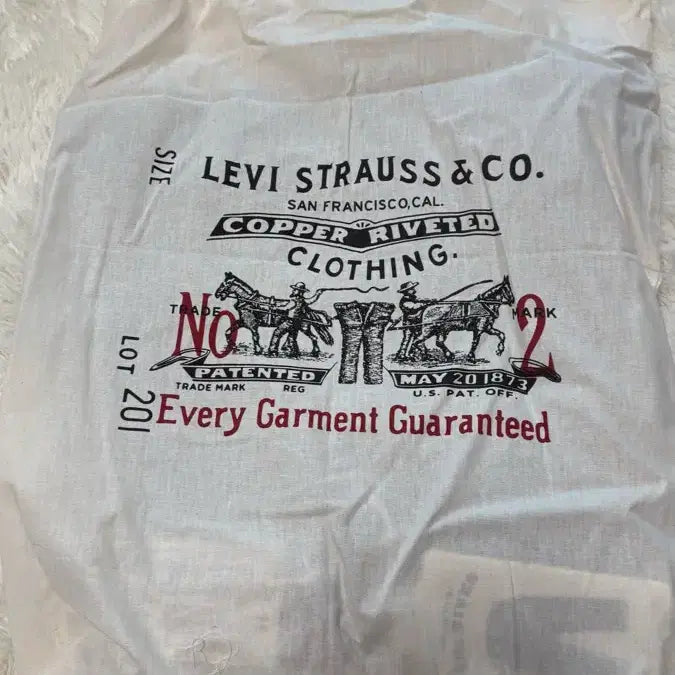 SIZE
LEVI STRAUSS & CO.
SAN FRANCISCO, CAL.
COPPER RIVETED
CLOTHING.
TRADE MARK
No 2
PATENTED MAY 20 1873
TRADE MARK REG U.S. PAT. OFF.
LOT 201
Every Garment Guaranteed